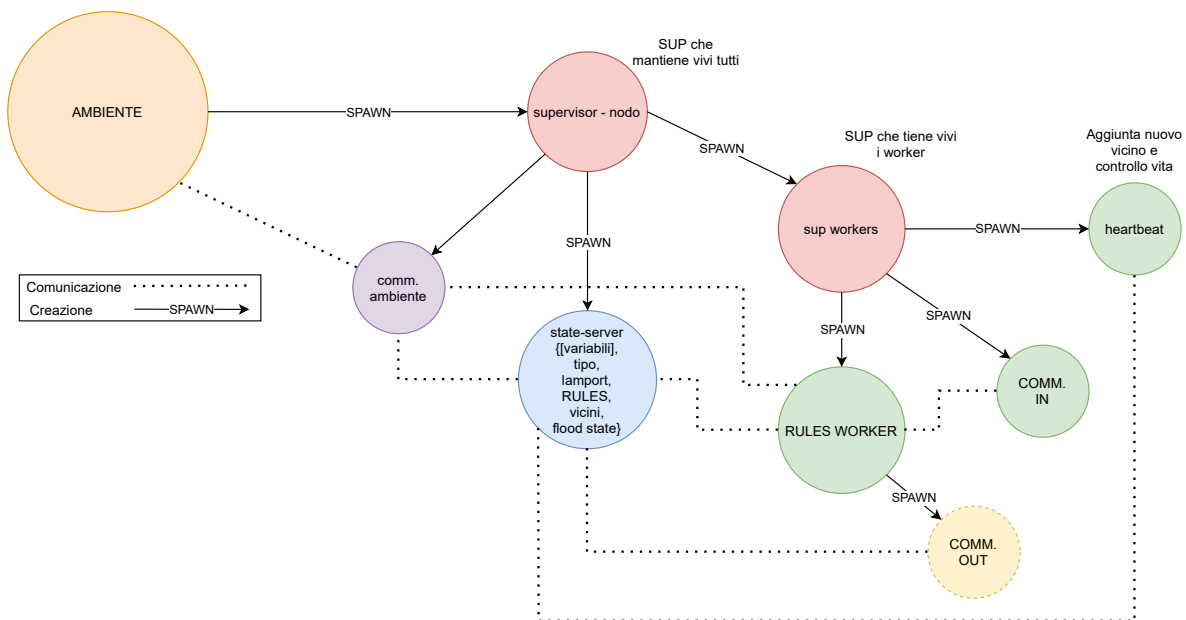 SUP che
mantiene vivi tutti
AMBIENTE
SPAWN
supervisor - nodo
SPAWN
SUP che tiene vivi
i worker
Aggiunta nuovo
vicino e
controllo vita
sup workers
SPAWN
heartbeat
SPAWN
comm.
ambiente
Comunicazione
Creazione
SPAWN
state-server
{[variabili],
tipo,
lamport,
RULES,
vicini,
flood state}
SPAWN
SPAWN
COMM.
IN
RULES WORKER
SPAWN
COMM.
OUT